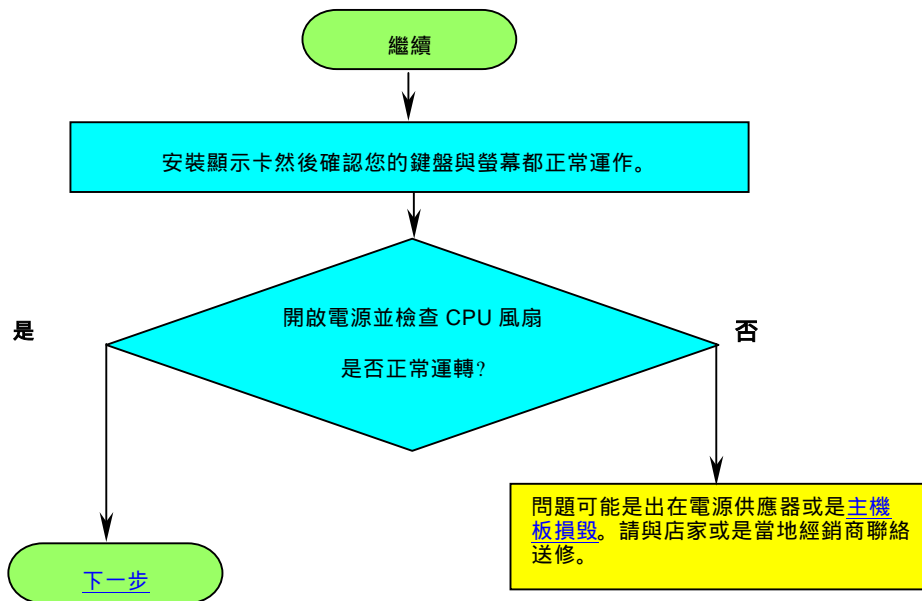 繼續
安裝顯示卡然後確認您的鍵盤與螢幕都正常運作。
開啟電源並檢查 CPU 風扇
是否正常運轉?
是
否
問題可能是出在電源供應器或是主機
板損毀。請與店家或是當地經銷商聯絡
送修。
下一步